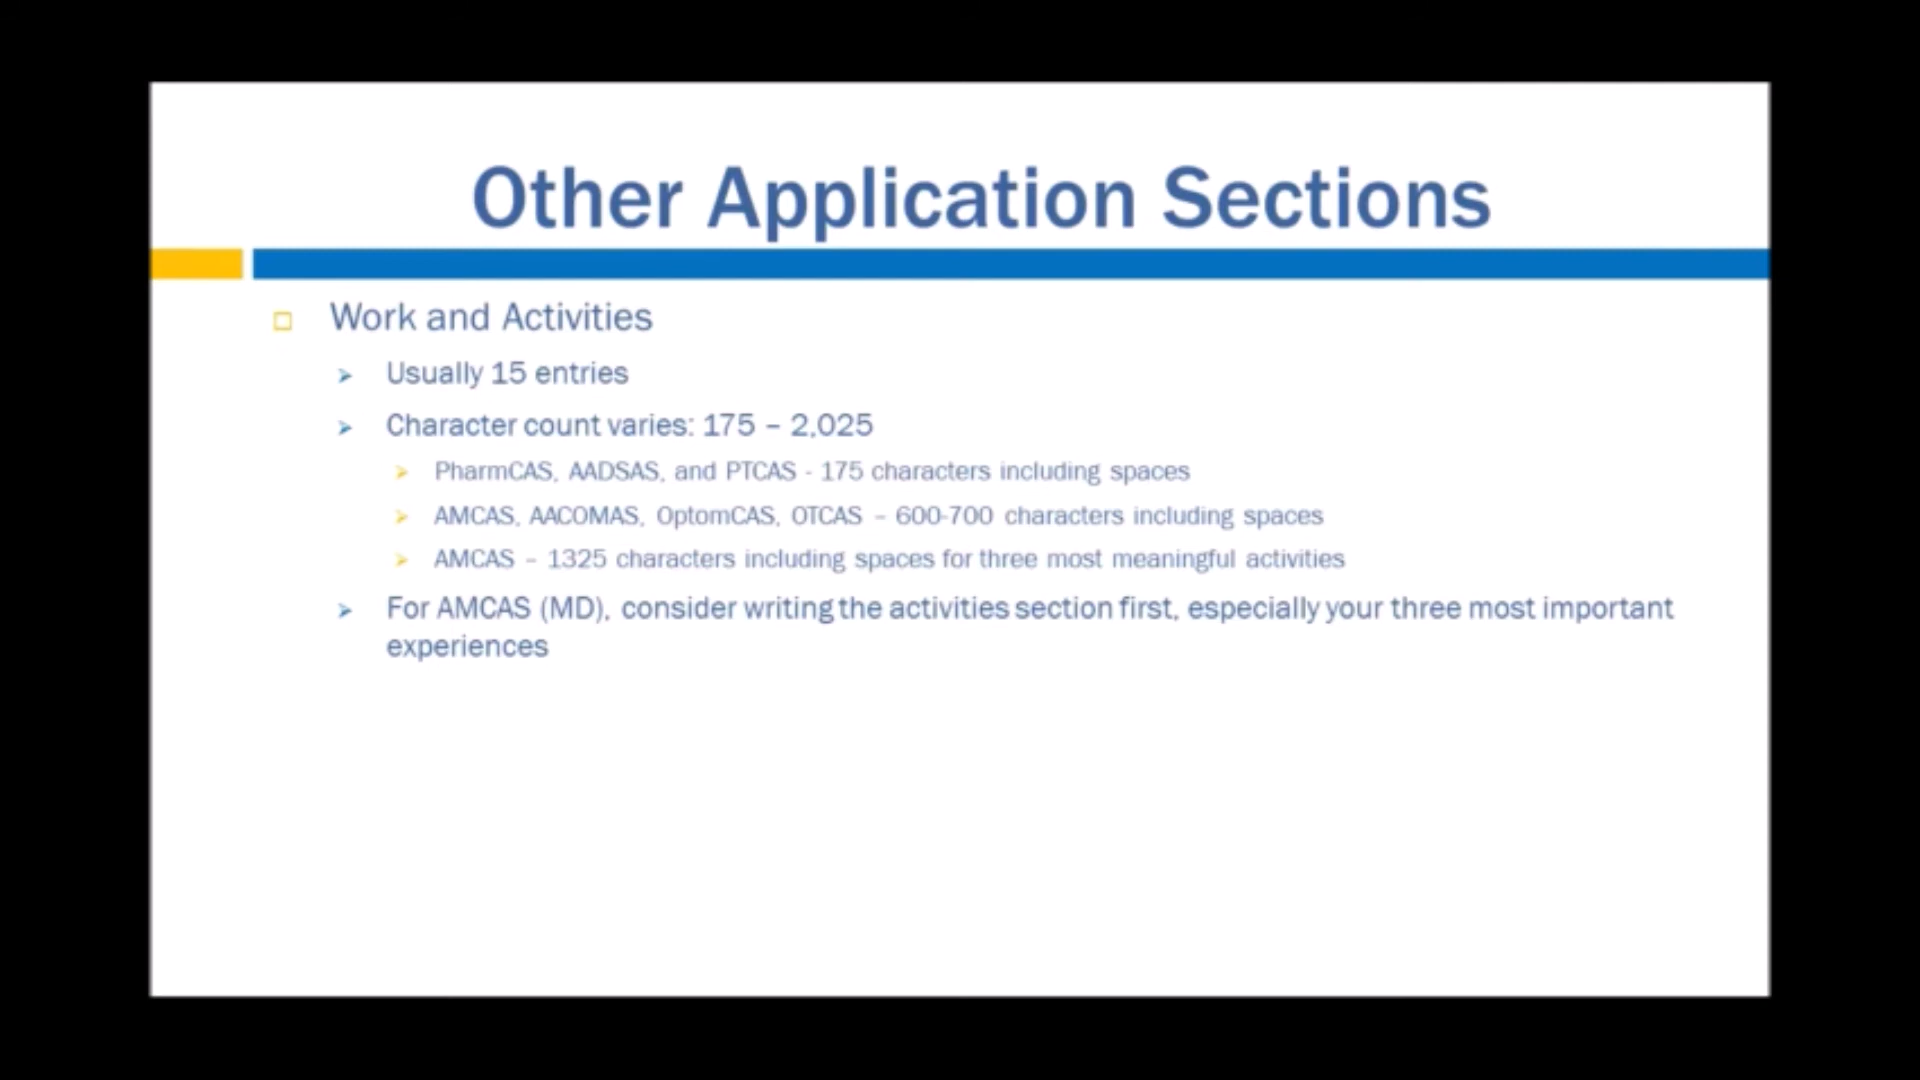 Other Application Sections
Work and Activities
Usually 15 entries
Character count varies: 175 – 2,025
PharmCAS, AADSAS, and PTCAS - 175 characters including spaces
AMCAS, AACOMAS, OptomCAS, OTCAS – 600-700 characters including spaces
AMCAS – 1325 characters including spaces for three most meaningful activities
For AMCAS (MD), consider writing the activities section first, especially your three most important
experiences